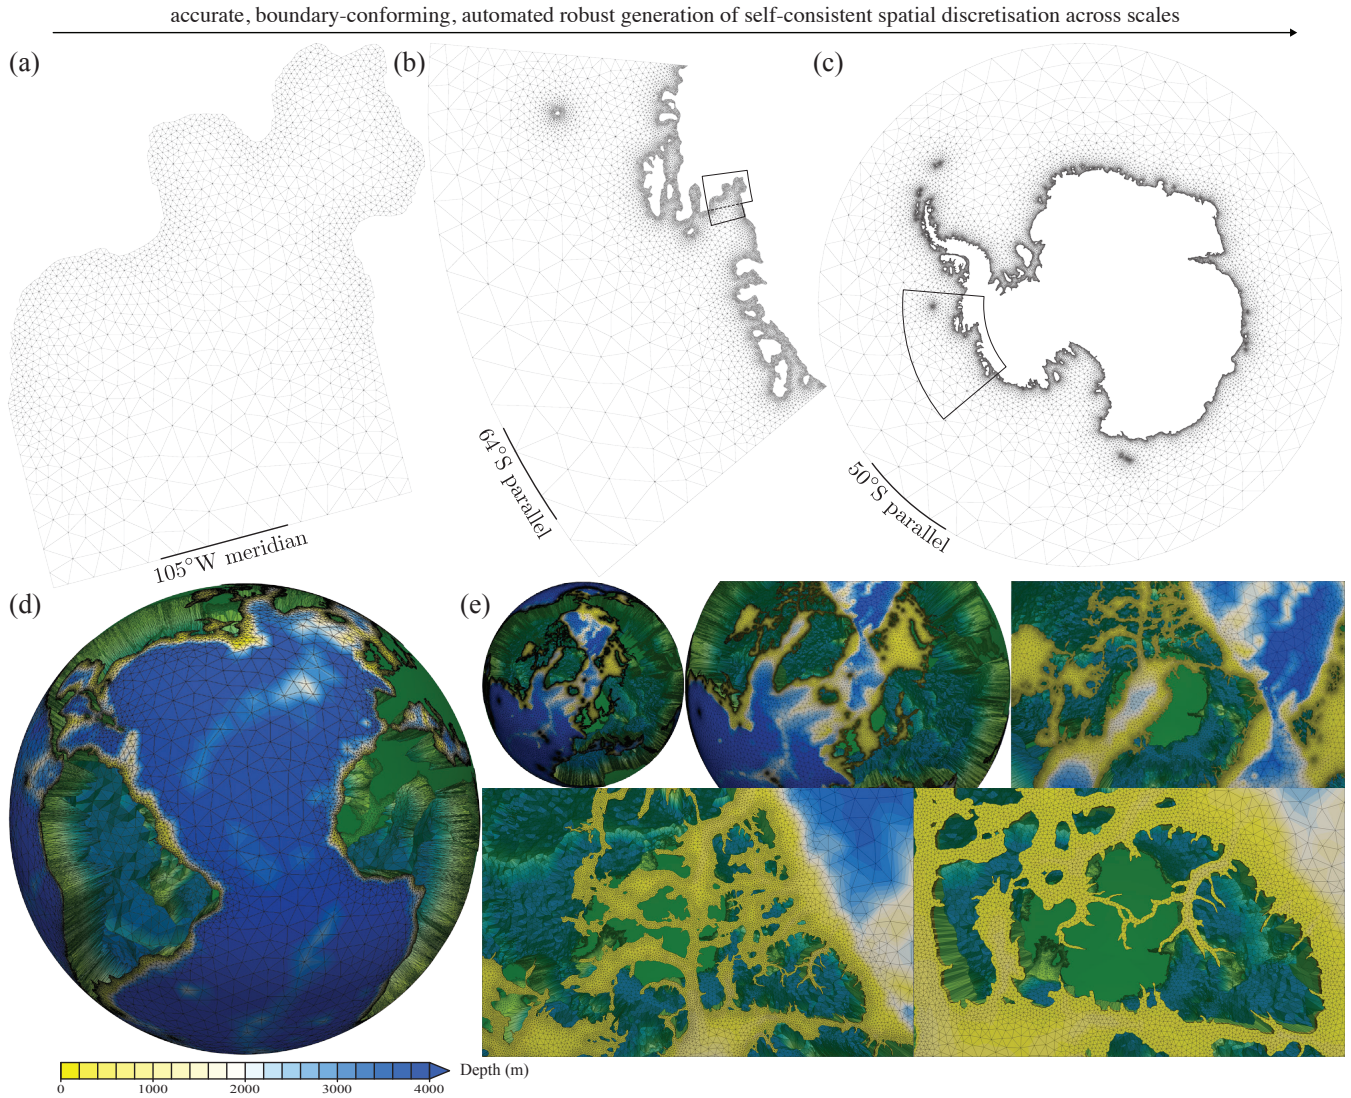 accurate, boundary-conforming, automated robust generation of self-consistent spatial discretisation across scales
(a)
(b)
(c)
105°W meridian
64°S parallel
50°S parallel
(d)
(e)
0 1000 2000 3000 4000 Depth (m)